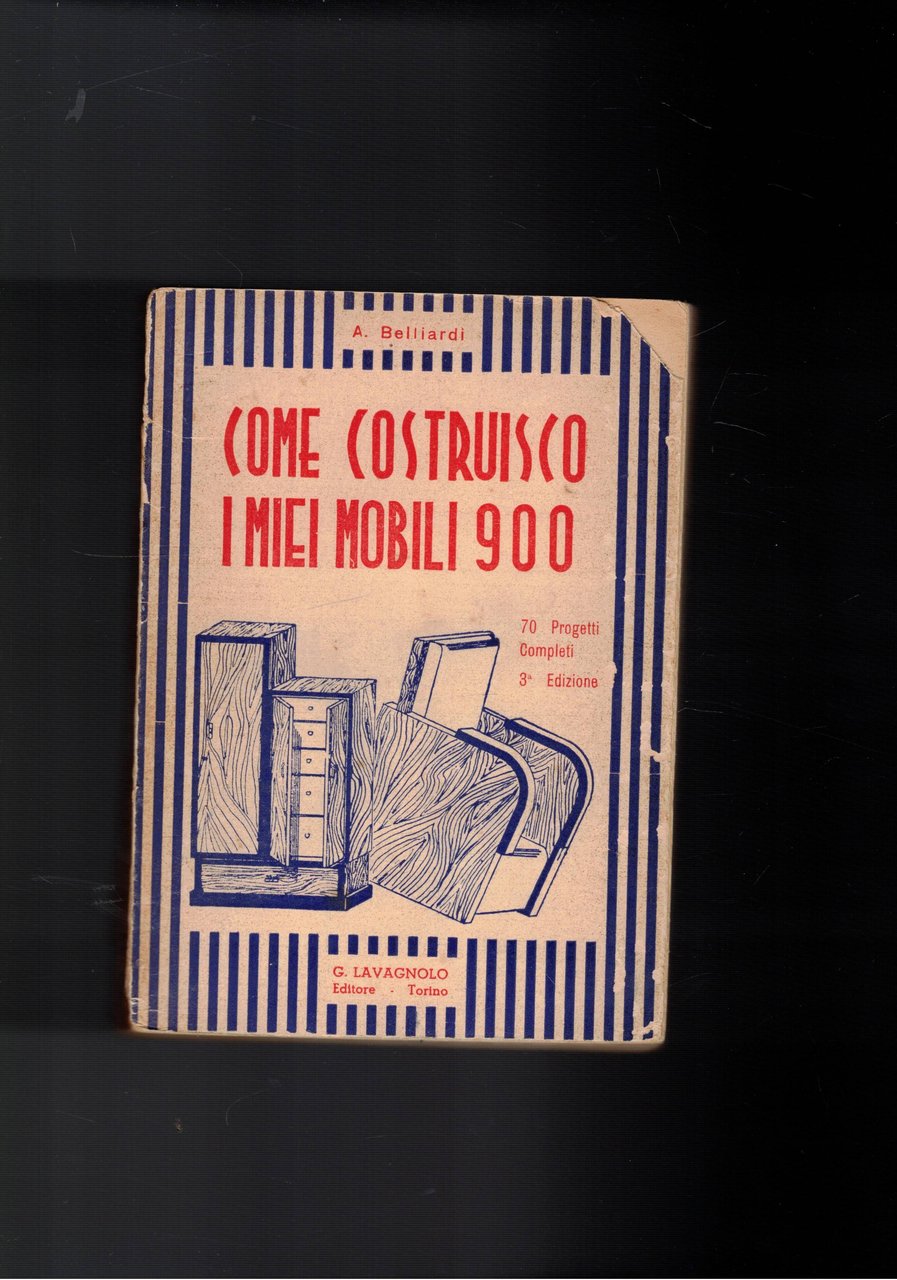 A. Belliardi
COME COSTRUISCO
I MIEI MOBILI 900
70 Progetti
Completi
3ª Edizione
G. LAVAGNOLO
Editore - Torino